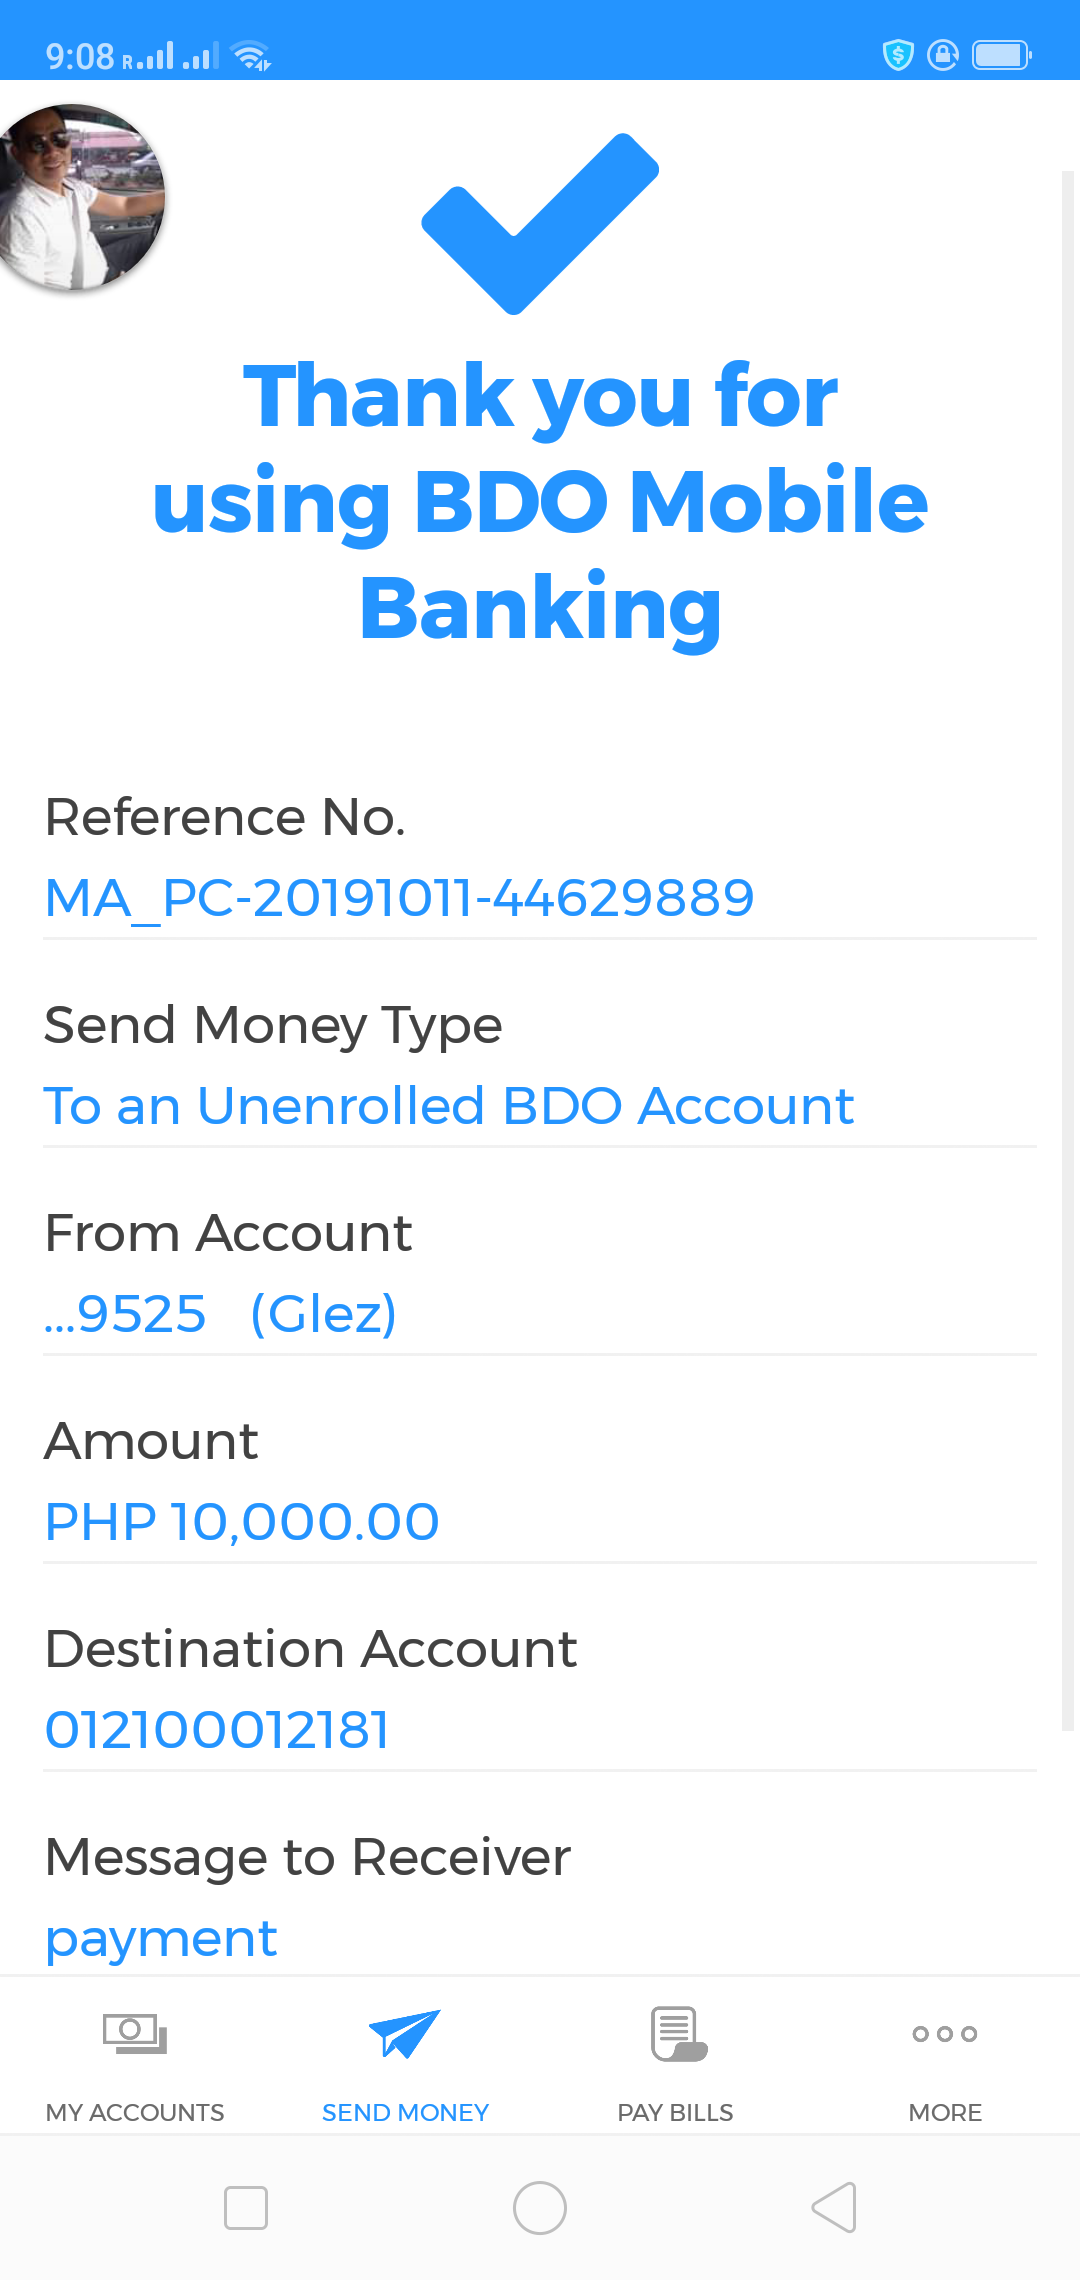 9:08 R
Thank you for
using BDO Mobile
Banking
Reference No.
MA_PC-20191011-44629889
Send Money Type
To an Unenrolled BDO Account
From Account
...9525 (Glez)
Amount
PHP 10,000.00
Destination Account
012100012181
Message to Receiver
payment
MY ACCOUNTS SEND MONEY PAY BILLS MORE